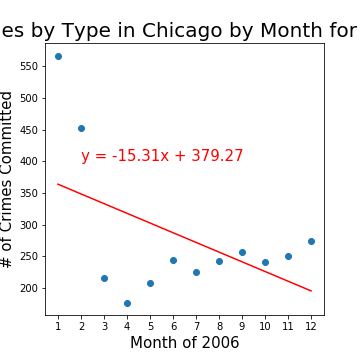 es by Type in Chicago by Month for
# of Crimes Committed
550
500
450
400
350
300
250
200
y = -15.31x + 379.27
1 2 3 4 5 6 7 8 9 10 11 12
Month of 2006